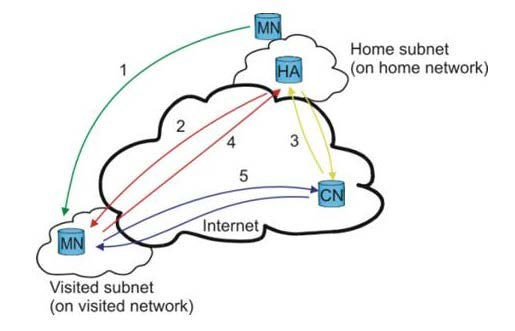 MN
Home subnet
(on home network)
HA
1
2
4
3
5
CN
Internet
MN
Visited subnet
(on visited network)